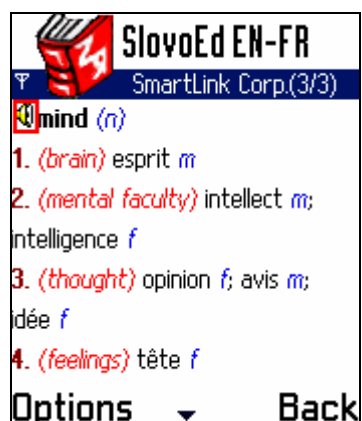 SlovoEd EN-FR
SmartLink Corp.(3/3)
mind (n)
1. (brain) esprit m
2. (mental faculty) intellect m;
intelligence f
3. (thought) opinion f; avis m;
idée f
4. (feelings) tête f
Options Back